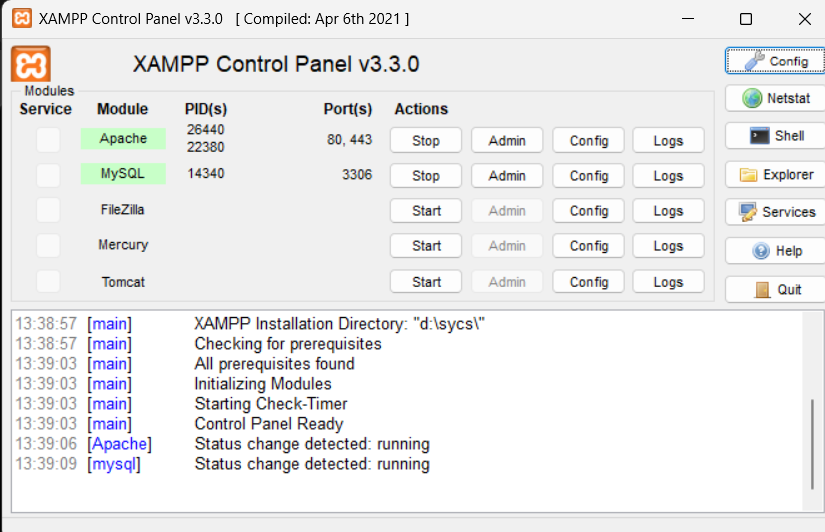 XAMPP Control Panel v3.3.0 [ Compiled: Apr 6th 2021 ]
XAMPP Control Panel v3.3.0
Config
Modules
Service Module PID(s) Port(s) Actions
Netstat
Apache 26440 22380 80, 443 Stop Admin Config Logs
Shell
MySQL 14340 3306 Stop Admin Config Logs
Explorer
FileZilla Start Admin Config Logs
Services
Mercury Start Admin Config Logs
Help
Tomcat Start Admin Config Logs
Quit
13:38:57 [main] XAMPP Installation Directory: "d:\sycs\"
13:38:57 [main] Checking for prerequisites
13:39:03 [main] All prerequisites found
13:39:03 [main] Initializing Modules
13:39:03 [main] Starting Check-Timer
13:39:03 [main] Control Panel Ready
13:39:06 [Apache] Status change detected: running
13:39:09 [mysql] Status change detected: running